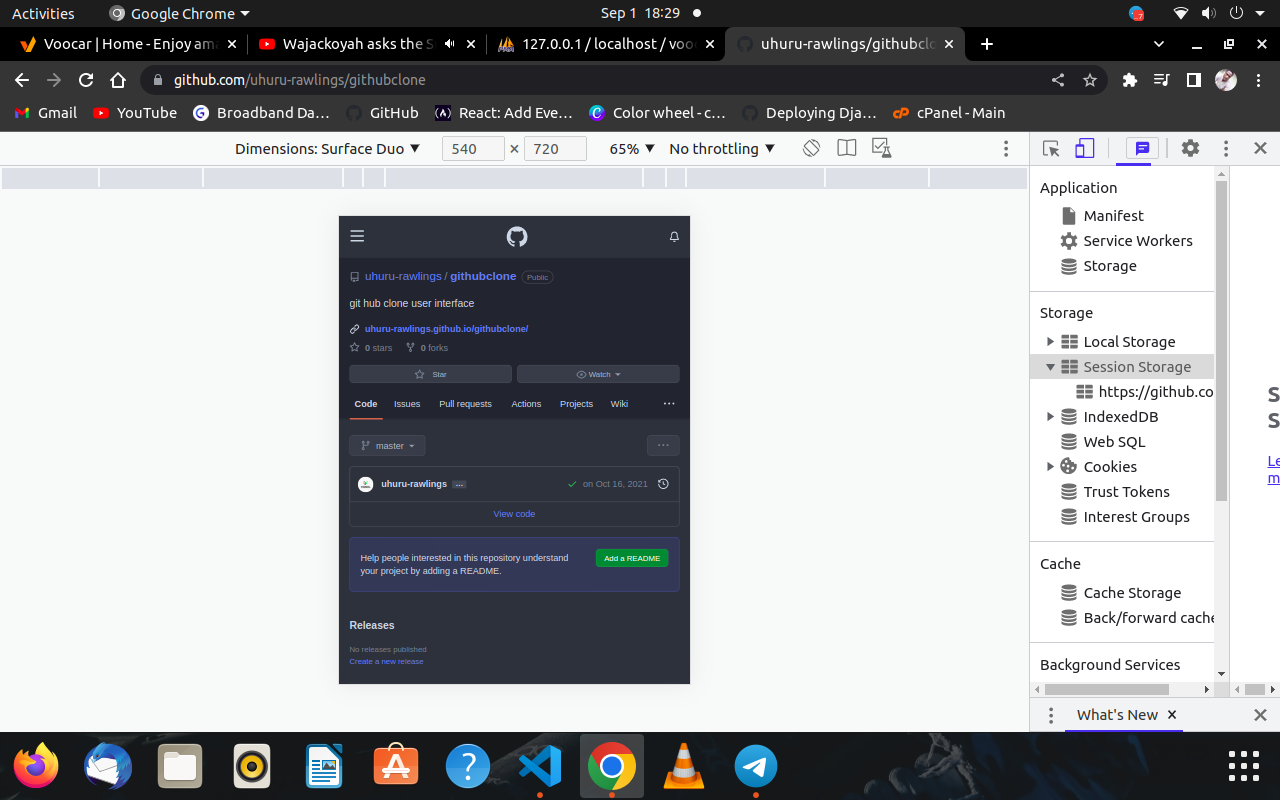 Activities Google Chrome Sep 1 18:29 7
Voocar | Home - Enjoy ama Wajackoyah asks the S 127.0.0.1 / localhost / vooc uhuru-rawlings/githubclo
github.com/uhuru-rawlings/githubclone
Gmail YouTube Broadband Da… GitHub React: Add Eve… Color wheel - c… Deploying Dja… cPanel - Main
Dimensions: Surface Duo 540 × 720 65% No throttling
Application
Manifest
Service Workers
Storage
Storage
Local Storage
Session Storage
https://github.co
IndexedDB
Web SQL
Cookies
Trust Tokens
Interest Groups
Cache
Cache Storage
Back/forward cache
Background Services
S
S
Le
m
What's New
uhuru-rawlings / githubclone Public
git hub clone user interface
uhuru-rawlings.github.io/githubclone/
0 stars 0 forks
Star Watch
Code Issues Pull requests Actions Projects Wiki ...
master ...
uhuru-rawlings ... on Oct 16, 2021
View code
Help people interested in this repository understand
your project by adding a README.
Add a README
Releases
No releases published
Create a new release